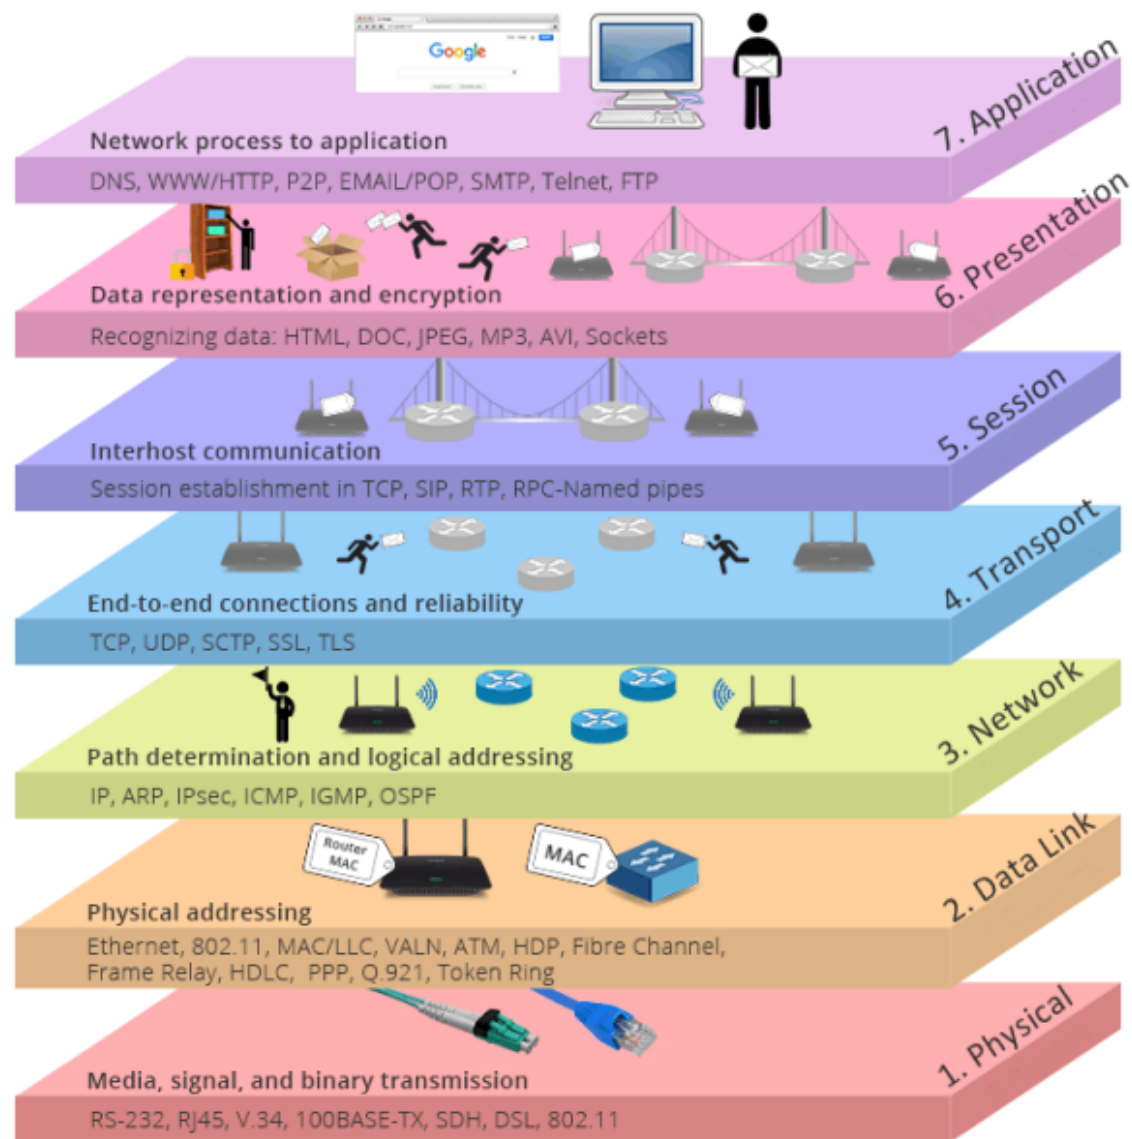 Google
7. Application
Network process to application
DNS, WWW/HTTP, P2P, EMAIL/POP, SMTP, Telnet, FTP
6. Presentation
Data representation and encryption
Recognizing data: HTML, DOC, JPEG, MP3, AVI, Sockets
5. Session
Interhost communication
Session establishment in TCP, SIP, RTP, RPC-Named pipes
4. Transport
End-to-end connections and reliability
TCP, UDP, SCTP, SSL, TLS
3. Network
Path determination and logical addressing
IP, ARP, IPsec, ICMP, IGMP, OSPF
Router
MAC
MAC
2. Data Link
Physical addressing
Ethernet, 802.11, MAC/LLC, VALN, ATM, HDP, Fibre Channel,
Frame Relay, HDLC, PPP, Q.921, Token Ring
1. Physical
Media, signal, and binary transmission
RS-232, RJ45, V.34, 100BASE-TX, SDH, DSL, 802.11